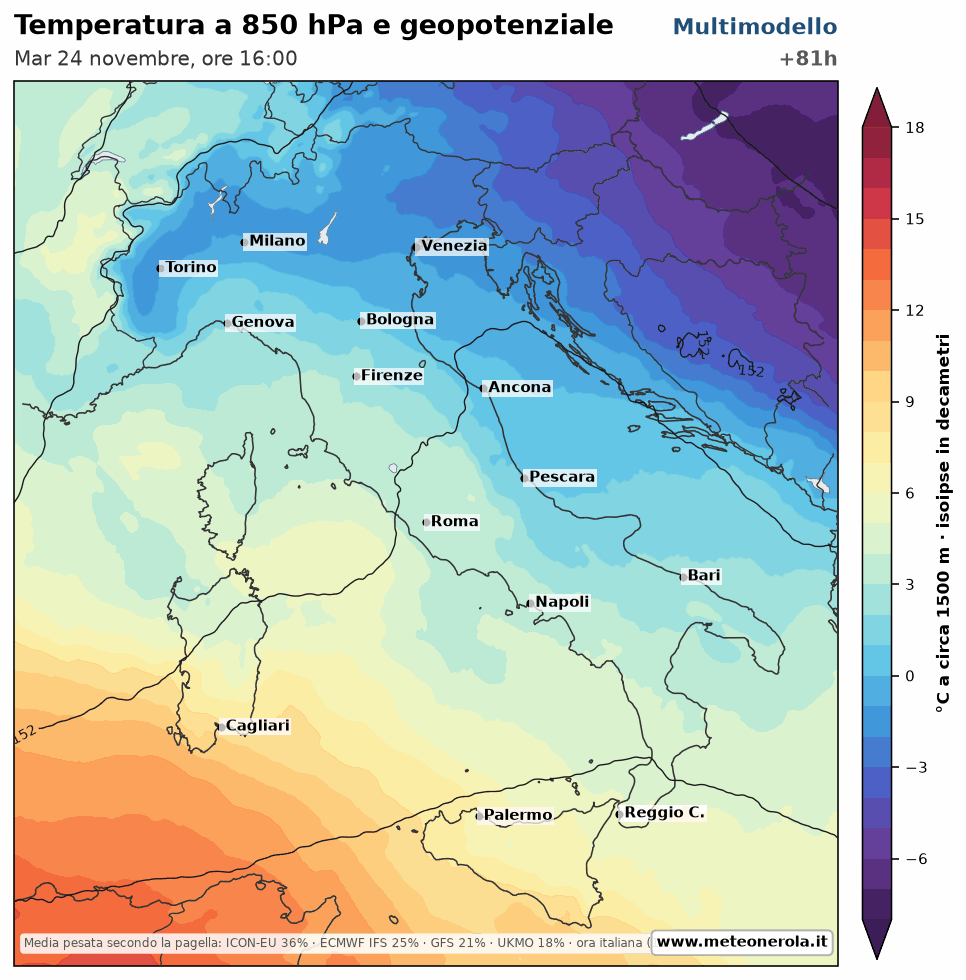 Temperatura a 850 hPa e geopotenziale
Multimodello
Mar 24 novembre, ore 16:00
+81h
18
15
12
9
6
3
0
−3
−6
°C a circa 1500 m · isoipse in decametri
Milano
Venezia
Torino
Genova
Bologna
152
152
Firenze
Ancona
Pescara
Roma
Bari
Napoli
Cagliari
152
Palermo
Reggio C.
Media pesata secondo la pagella: ICON-EU 36% · ECMWF IFS 25% · GFS 21% · UKMO 18% · ora italiana (
www.meteonerola.it